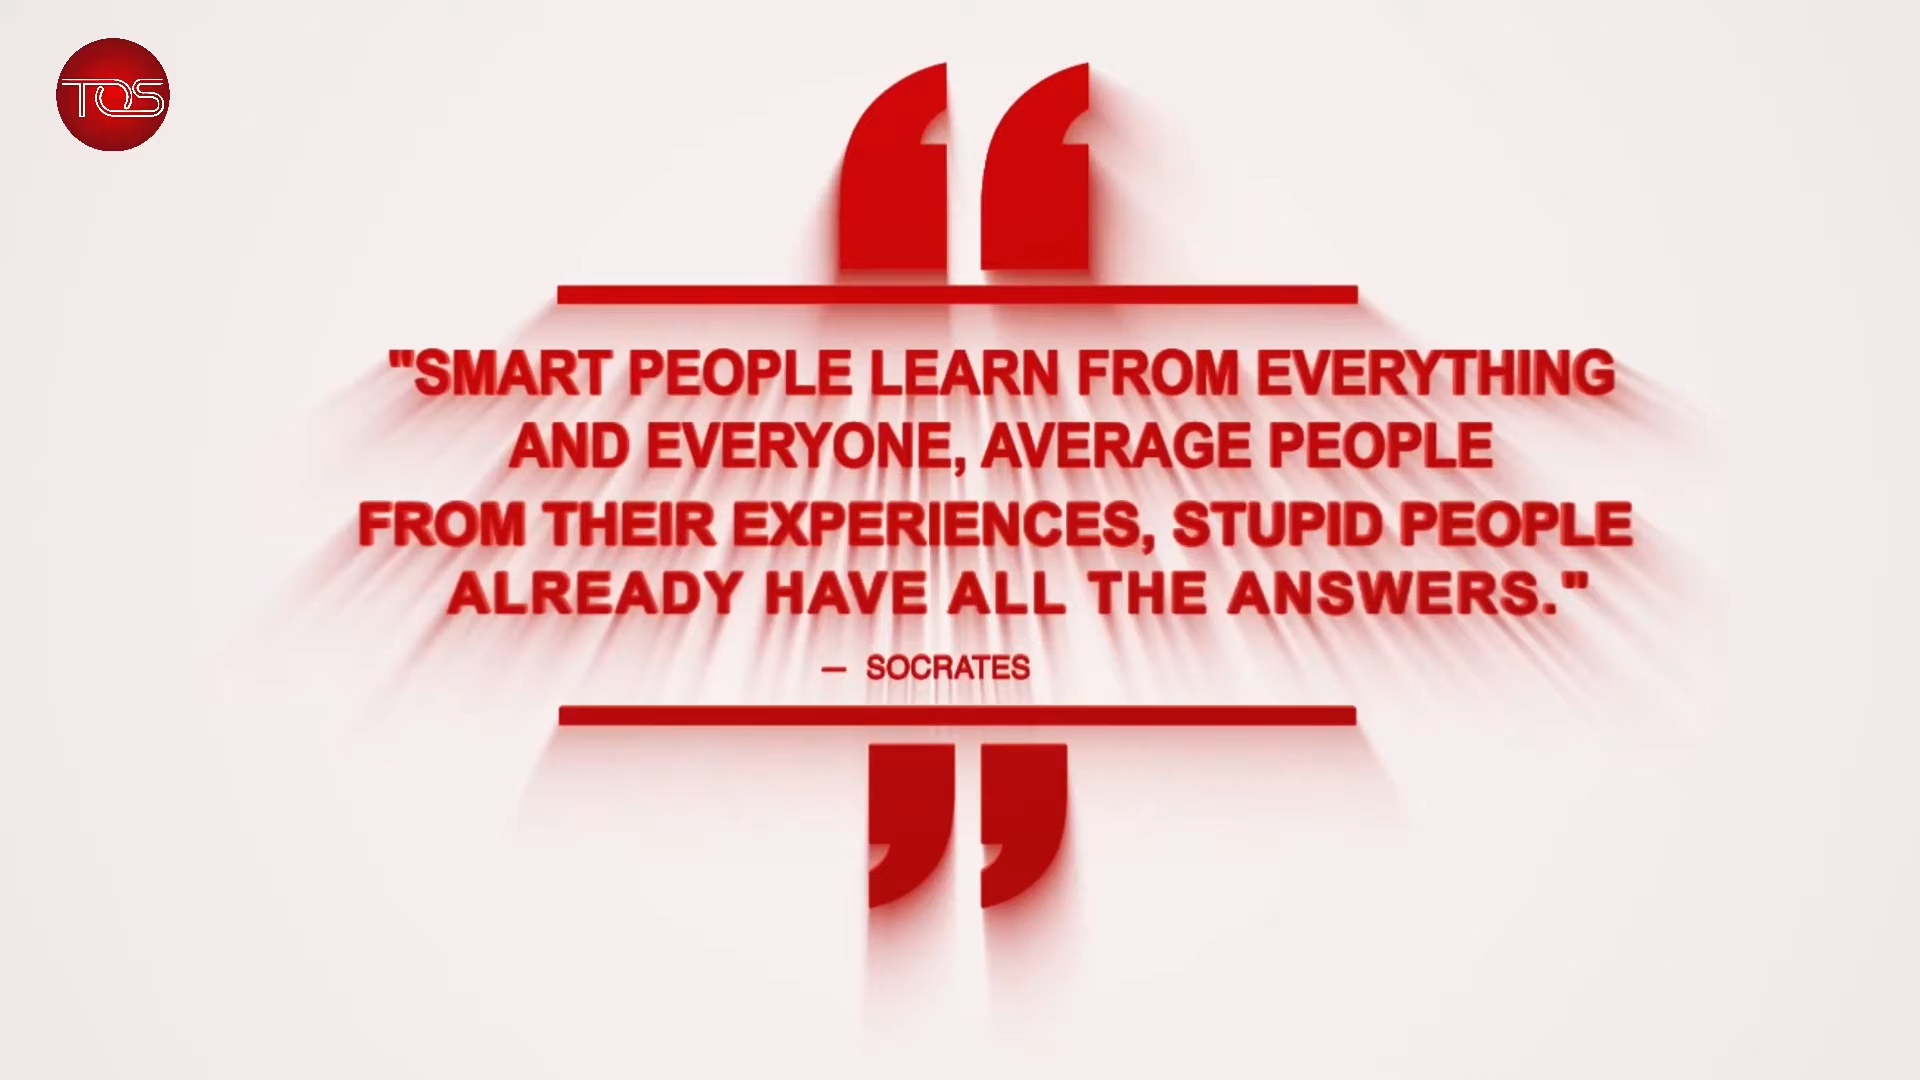 TQS
"SMART PEOPLE LEARN FROM EVERYTHING
AND EVERYONE, AVERAGE PEOPLE
FROM THEIR EXPERIENCES, STUPID PEOPLE
ALREADY HAVE ALL THE ANSWERS."
— SOCRATES